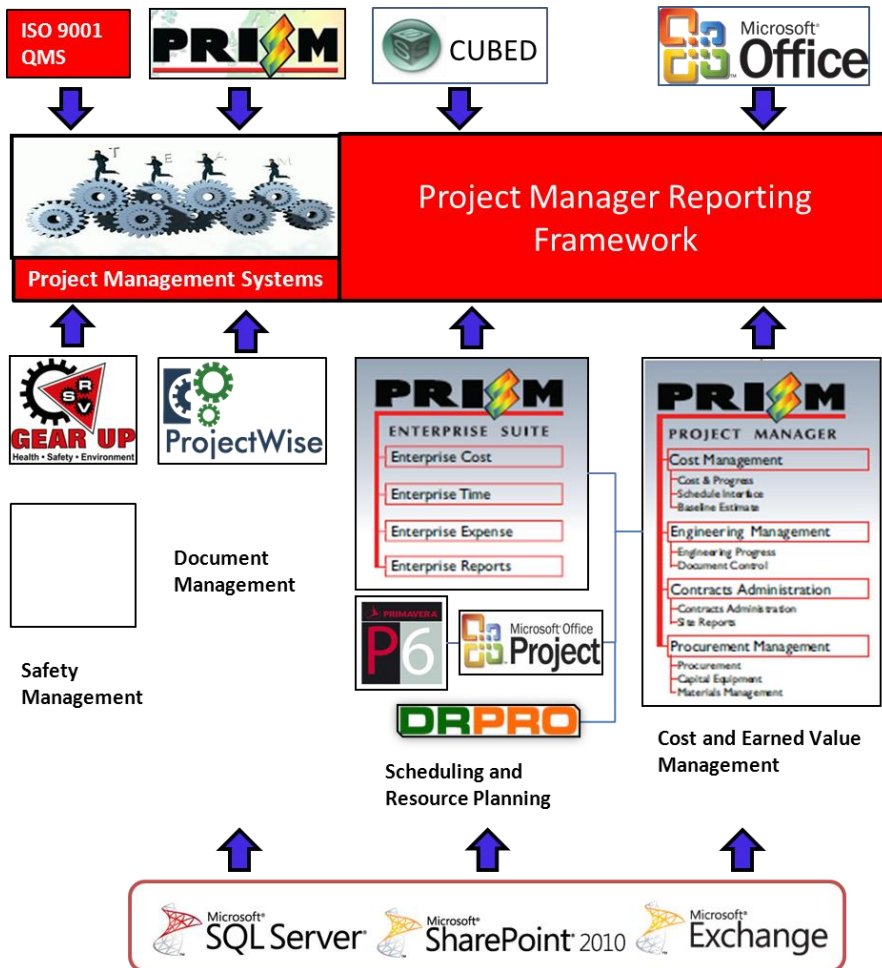 ISO 9001
QMS
PRISM
CUBED
Microsoft®
Office
T E A M
Project Management Systems
Project Manager Reporting
Framework
SRV
GEAR UP
Health • Safety • Environment
ProjectWise
Document
Management
Safety
Management
PRISM
ENTERPRISE SUITE
Enterprise Cost
Enterprise Time
Enterprise Expense
Enterprise Reports
PRIMAVERA
P6
Microsoft Office
Project
DRPRO
Scheduling and
Resource Planning
PRISM
PROJECT MANAGER
Cost Management
Cost & Progress
Schedule Interface
Baseline Estimate
Engineering Management
Engineering Progress
Document Control
Contracts Administration
Contracts Administration
Site Reports
Procurement Management
Procurement
Capital Equipment
Materials Management
Cost and Earned Value
Management
Microsoft®
SQL Server®
Microsoft®
SharePoint® 2010
Microsoft®
Exchange